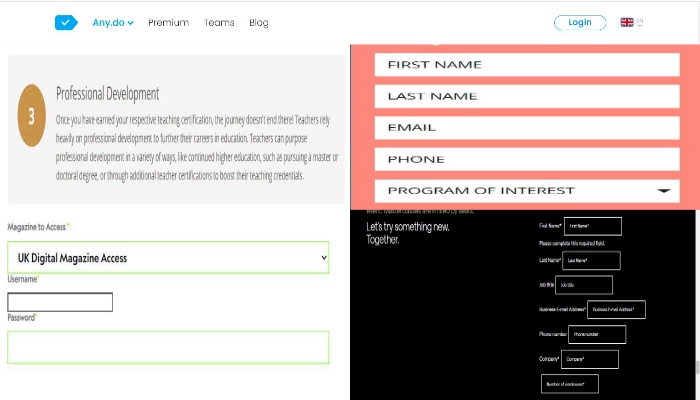 Any.do Premium Teams Blog Login EN
3
Professional Development
Once you have earned your respective teaching certification, the journey doesn't end there! Teachers rely
heavily on professional development to further their careers in education. Teachers can purpose
professional development in a variety of ways, like continued higher education, such as pursuing a master or
doctoral degree, or through additional teacher certifications to boost their teaching credentials.
FIRST NAME
LAST NAME
EMAIL
PHONE
PROGRAM OF INTEREST
Magazine to Access*
UK Digital Magazine Access
Username*
Password*
event. Masterclasses are limited by seats.
Let's try something new.
Together.
First Name* First Name*
Please complete this required field.
Last Name* Last Name*
Job title Job title
Business E-mail Address* Business E-mail Address*
Phone number Phone number
Company* Company*
Number of employees*